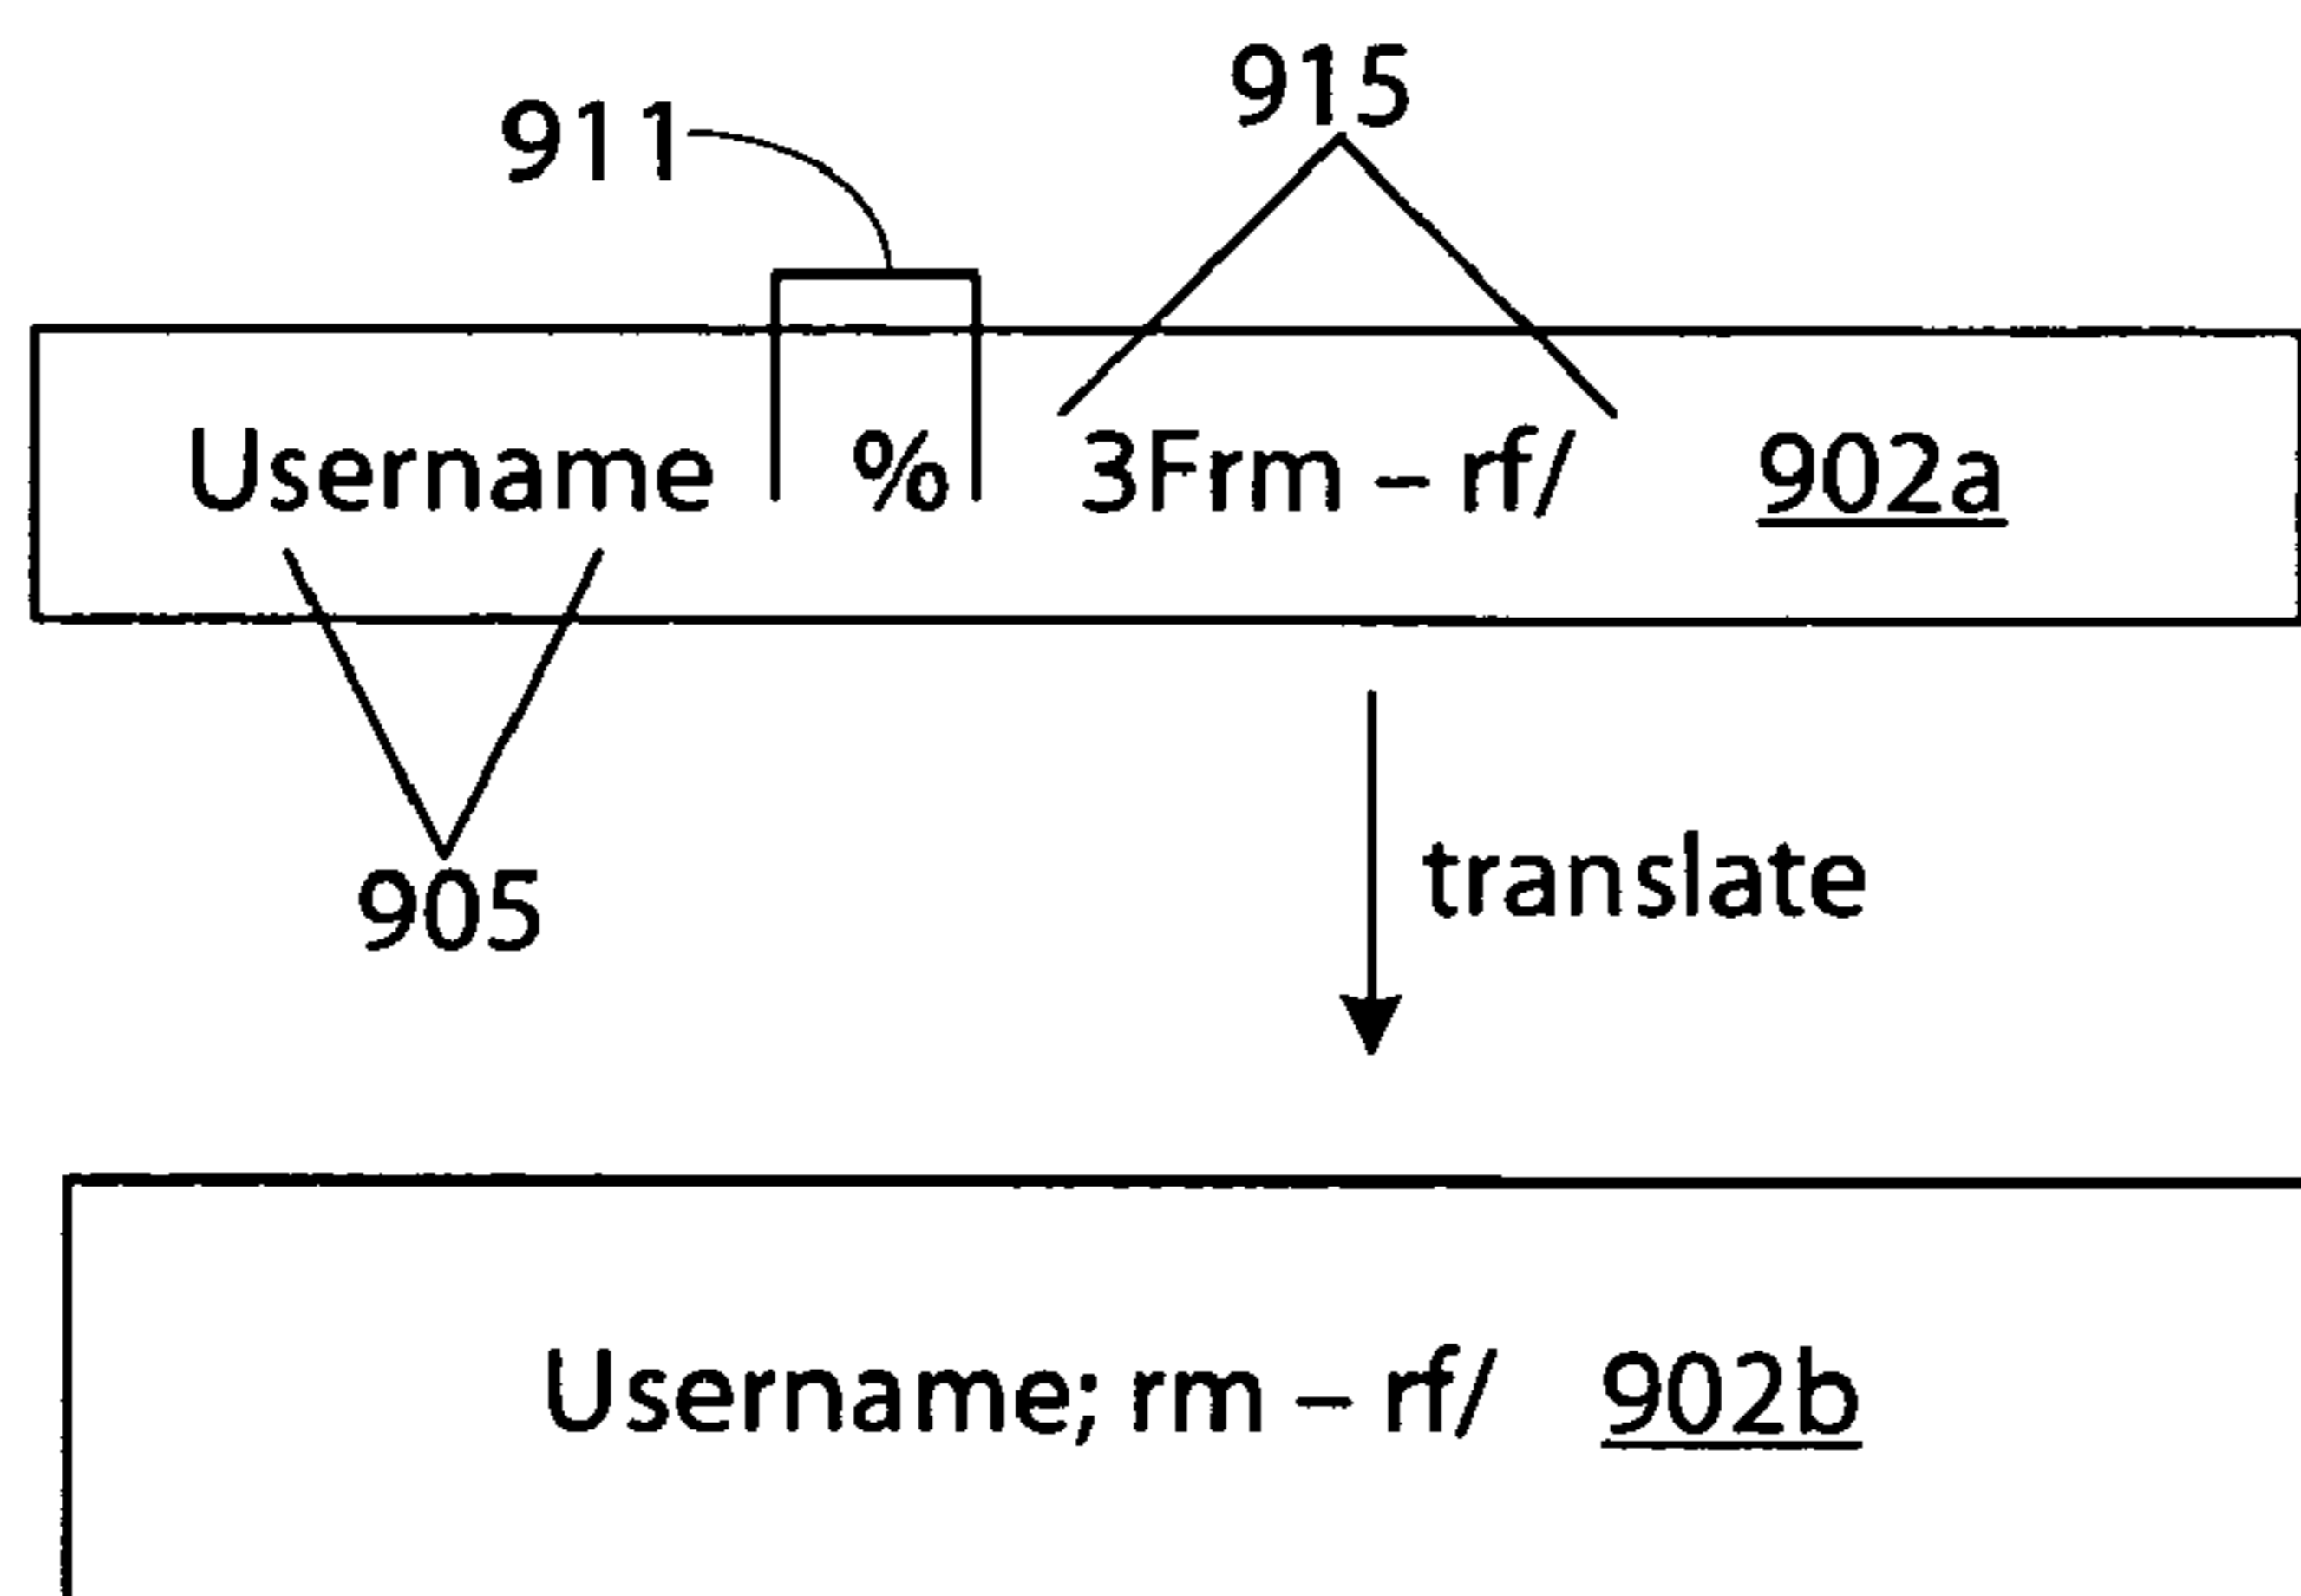 915
911
Username % 3Frm – rf/ 902a
905
translate
Username; rm – rf/ 902b